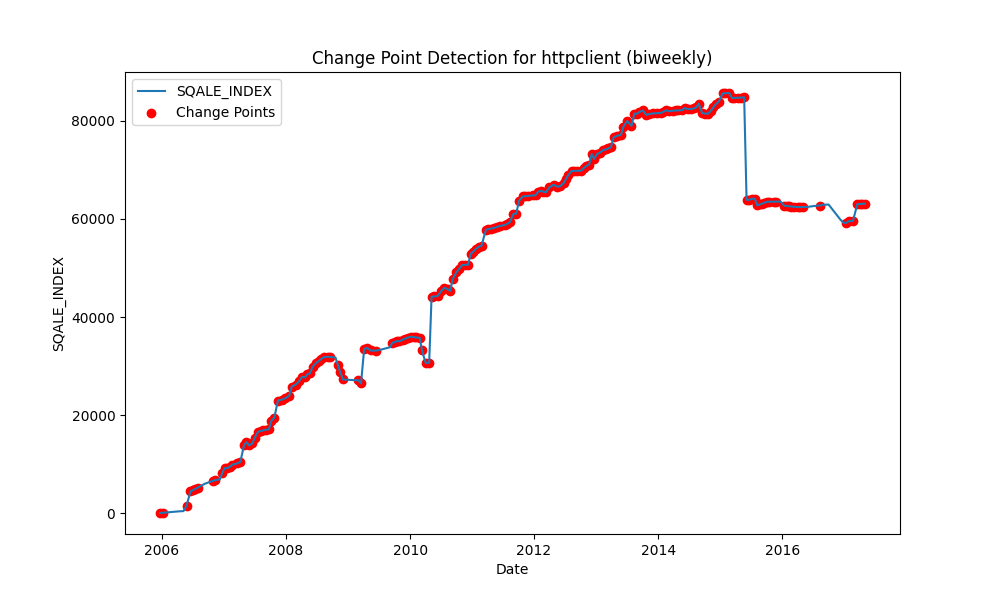 Change Point Detection for httpclient (biweekly)
SQALE_INDEX
Change Points
80000
60000
40000
20000
0
SQALE_INDEX
2006 2008 2010 2012 2014 2016
Date